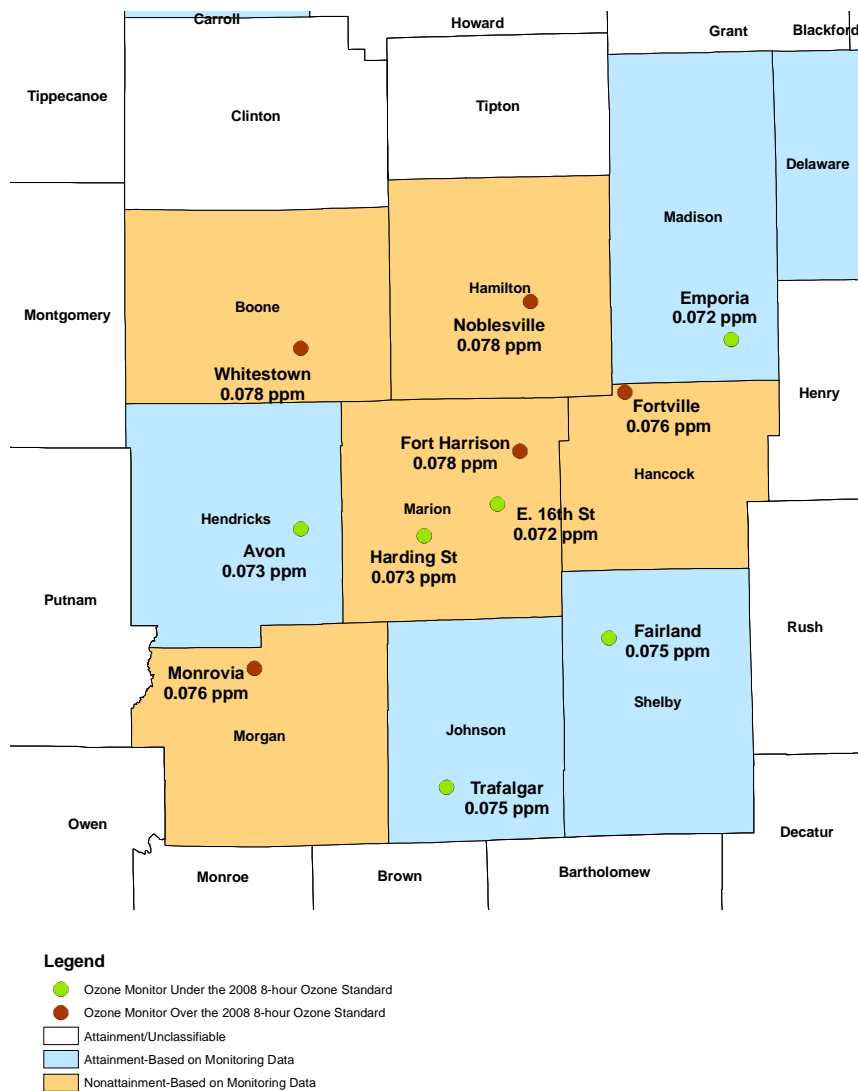 Carroll
Howard
Grant
Blackford
Tippecanoe
Clinton
Tipton
Delaware
Madison
Montgomery
Boone
Hamilton
Emporia
0.072 ppm
Noblesville
0.078 ppm
Whitestown
0.078 ppm
Henry
Fortville
0.076 ppm
Fort Harrison
0.078 ppm
Hancock
Hendricks
Marion
E. 16th St
0.072 ppm
Avon
0.073 ppm
Harding St
0.073 ppm
Putnam
Rush
Fairland
0.075 ppm
Monrovia
0.076 ppm
Shelby
Morgan
Johnson
Trafalgar
0.075 ppm
Owen
Decatur
Monroe
Brown
Bartholomew
Legend
Ozone Monitor Under the 2008 8-hour Ozone Standard
Ozone Monitor Over the 2008 8-hour Ozone Standard
Attainment/Unclassifiable
Attainment-Based on Monitoring Data
Nonattainment-Based on Monitoring Data